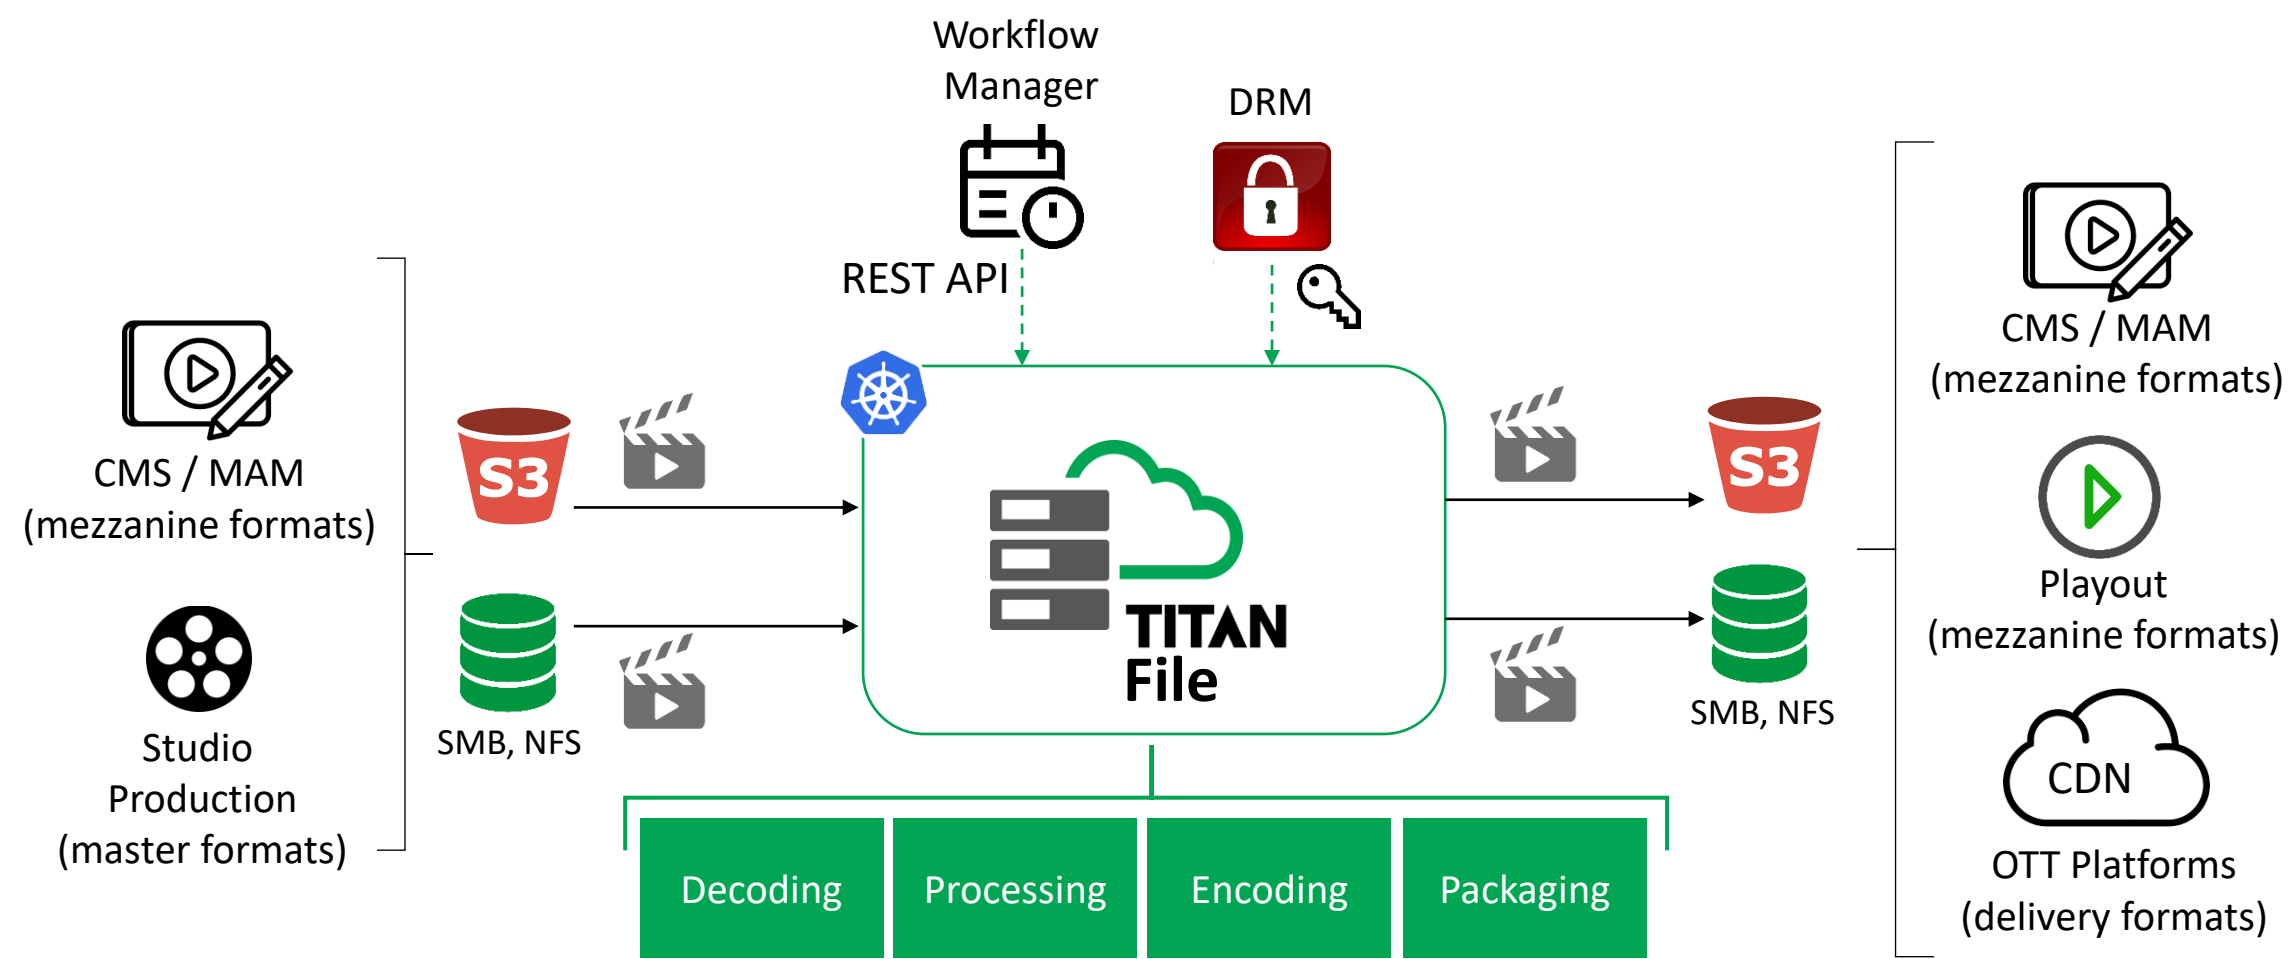 Workflow
Manager
DRM
REST API
CMS / MAM
(mezzanine formats)
Studio
Production
(master formats)
S3
SMB, NFS
TITAN
File
S3
SMB, NFS
CMS / MAM
(mezzanine formats)
Playout
(mezzanine formats)
CDN
OTT Platforms
(delivery formats)
Decoding
Processing
Encoding
Packaging